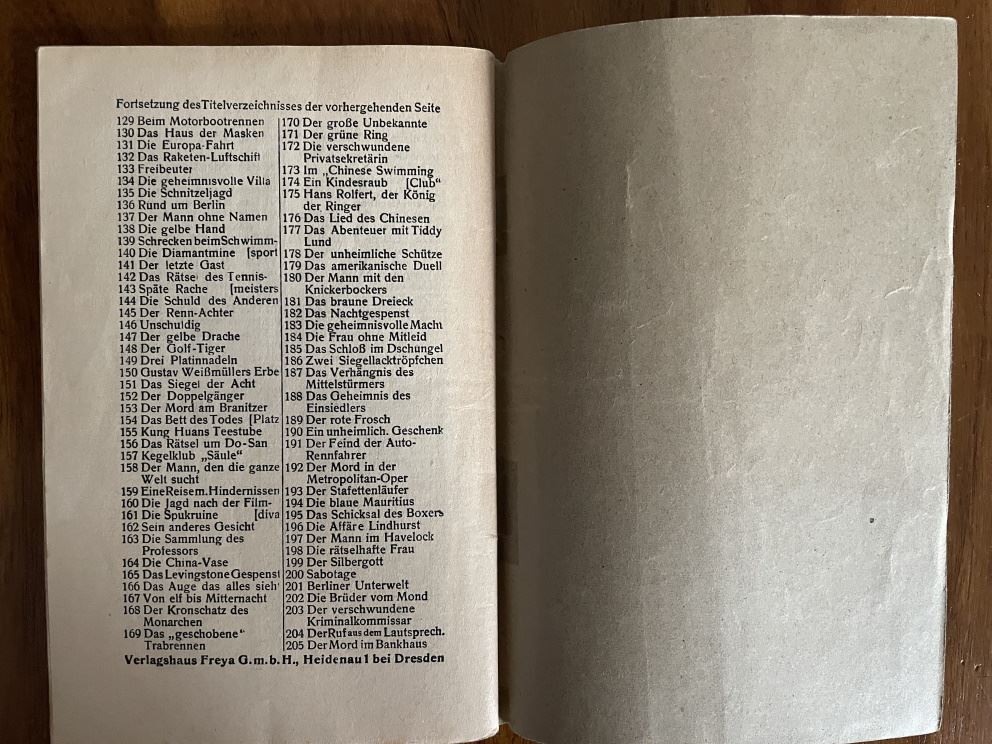 Fortsetzung des Titelverzeichnisses der vorhergehenden Seite
129 Beim Motorbootrennen
130 Das Haus der Masken
131 Die Europa-Fahrt
132 Das Raketen-Luftschiff
133 Freibeuter
134 Die geheimnisvolle Villa
135 Die Schnitzeljagd
136 Rund um Berlin
137 Der Mann ohne Namen
138 Die gelbe Hand
139 Schrecken beim Schwimm-
140 Die Diamantmine [sport
141 Der letzte Gast
142 Das Rätsel des Tennis-
143 Späte Rache [meisters
144 Die Schuld des Anderen
145 Der Renn-Achter
146 Unschuldig
147 Der gelbe Drache
148 Der Golf-Tiger
149 Drei Platinnadeln
150 Gustav Weißmüllers Erbe
151 Das Siegel der Acht
152 Der Doppelgänger
153 Der Mord am Branitzer
154 Das Bett des Todes [Platz
155 Kung Huans Teestube
156 Das Rätsel um Do-San
157 Kegelklub „Säule"
158 Der Mann, den die ganze
Welt sucht
159 Eine Reise m. Hindernissen
160 Die Jagd nach der Film-
161 Die Spukruine [diva
162 Sein anderes Gesicht
163 Die Sammlung des
Professors
164 Die China-Vase
165 Das Levingstone Gespenst
166 Das Auge das alles sieh'
167 Von elf bis Mitternacht
168 Der Kronschatz des
Monarchen
169 Das „geschobene"
Trabrennen
170 Der große Unbekannte
171 Der grüne Ring
172 Die verschwundene
Privatsekretärin
173 Im „Chinese Swimming
174 Ein Kindesraub [Club"
175 Hans Rolfert, der König
der Ringer
176 Das Lied des Chinesen
177 Das Abenteuer mit Tiddy
Lund
178 Der unheimliche Schütze
179 Das amerikanische Duell
180 Der Mann mit den
Knickerbockers
181 Das braune Dreieck
182 Das Nachtgespenst
183 Die geheimnisvolle Macht
184 Die Frau ohne Mitleid
185 Das Schloß im Dschungel
186 Zwei Siegellacktröpfchen
187 Das Verhängnis des
Mittelstürmers
188 Das Geheimnis des
Einsiedlers
189 Der rote Frosch
190 Ein unheimlich. Geschenk
191 Der Feind der Auto-
Rennfahrer
192 Der Mord in der
Metropolitan-Oper
193 Der Stafettenläufer
194 Die blaue Mauritius
195 Das Schicksal des Boxers
196 Die Affäre Lindhurst
197 Der Mann im Havelock
198 Die rätselhafte Frau
199 Der Silbergott
200 Sabotage
201 Berliner Unterwelt
202 Die Brüder vom Mond
203 Der verschwundene
Kriminalkommissar
204 Der Ruf aus dem Lautsprech.
205 Der Mord im Bankhaus
Verlagshaus Freya G.m.b.H., Heidenau 1 bei Dresden